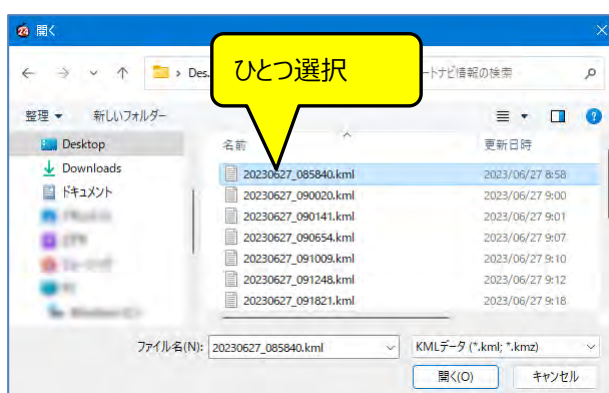 開く
ひとつ選択
Des
ートナビ情報の検索
整理 新しいフォルダー
Desktop
Downloads
ドキュメント
名前 更新日時
20230627_085840.kml 2023/06/27 8:58
20230627_090020.kml 2023/06/27 9:00
20230627_090141.kml 2023/06/27 9:01
20230627_090654.kml 2023/06/27 9:07
20230627_091009.kml 2023/06/27 9:10
20230627_091248.kml 2023/06/27 9:12
20230627_091821.kml 2023/06/27 9:18
ファイル名(N): 20230627_085840.kml KMLデータ (*.kml; *.kmz)
開く(O) キャンセル